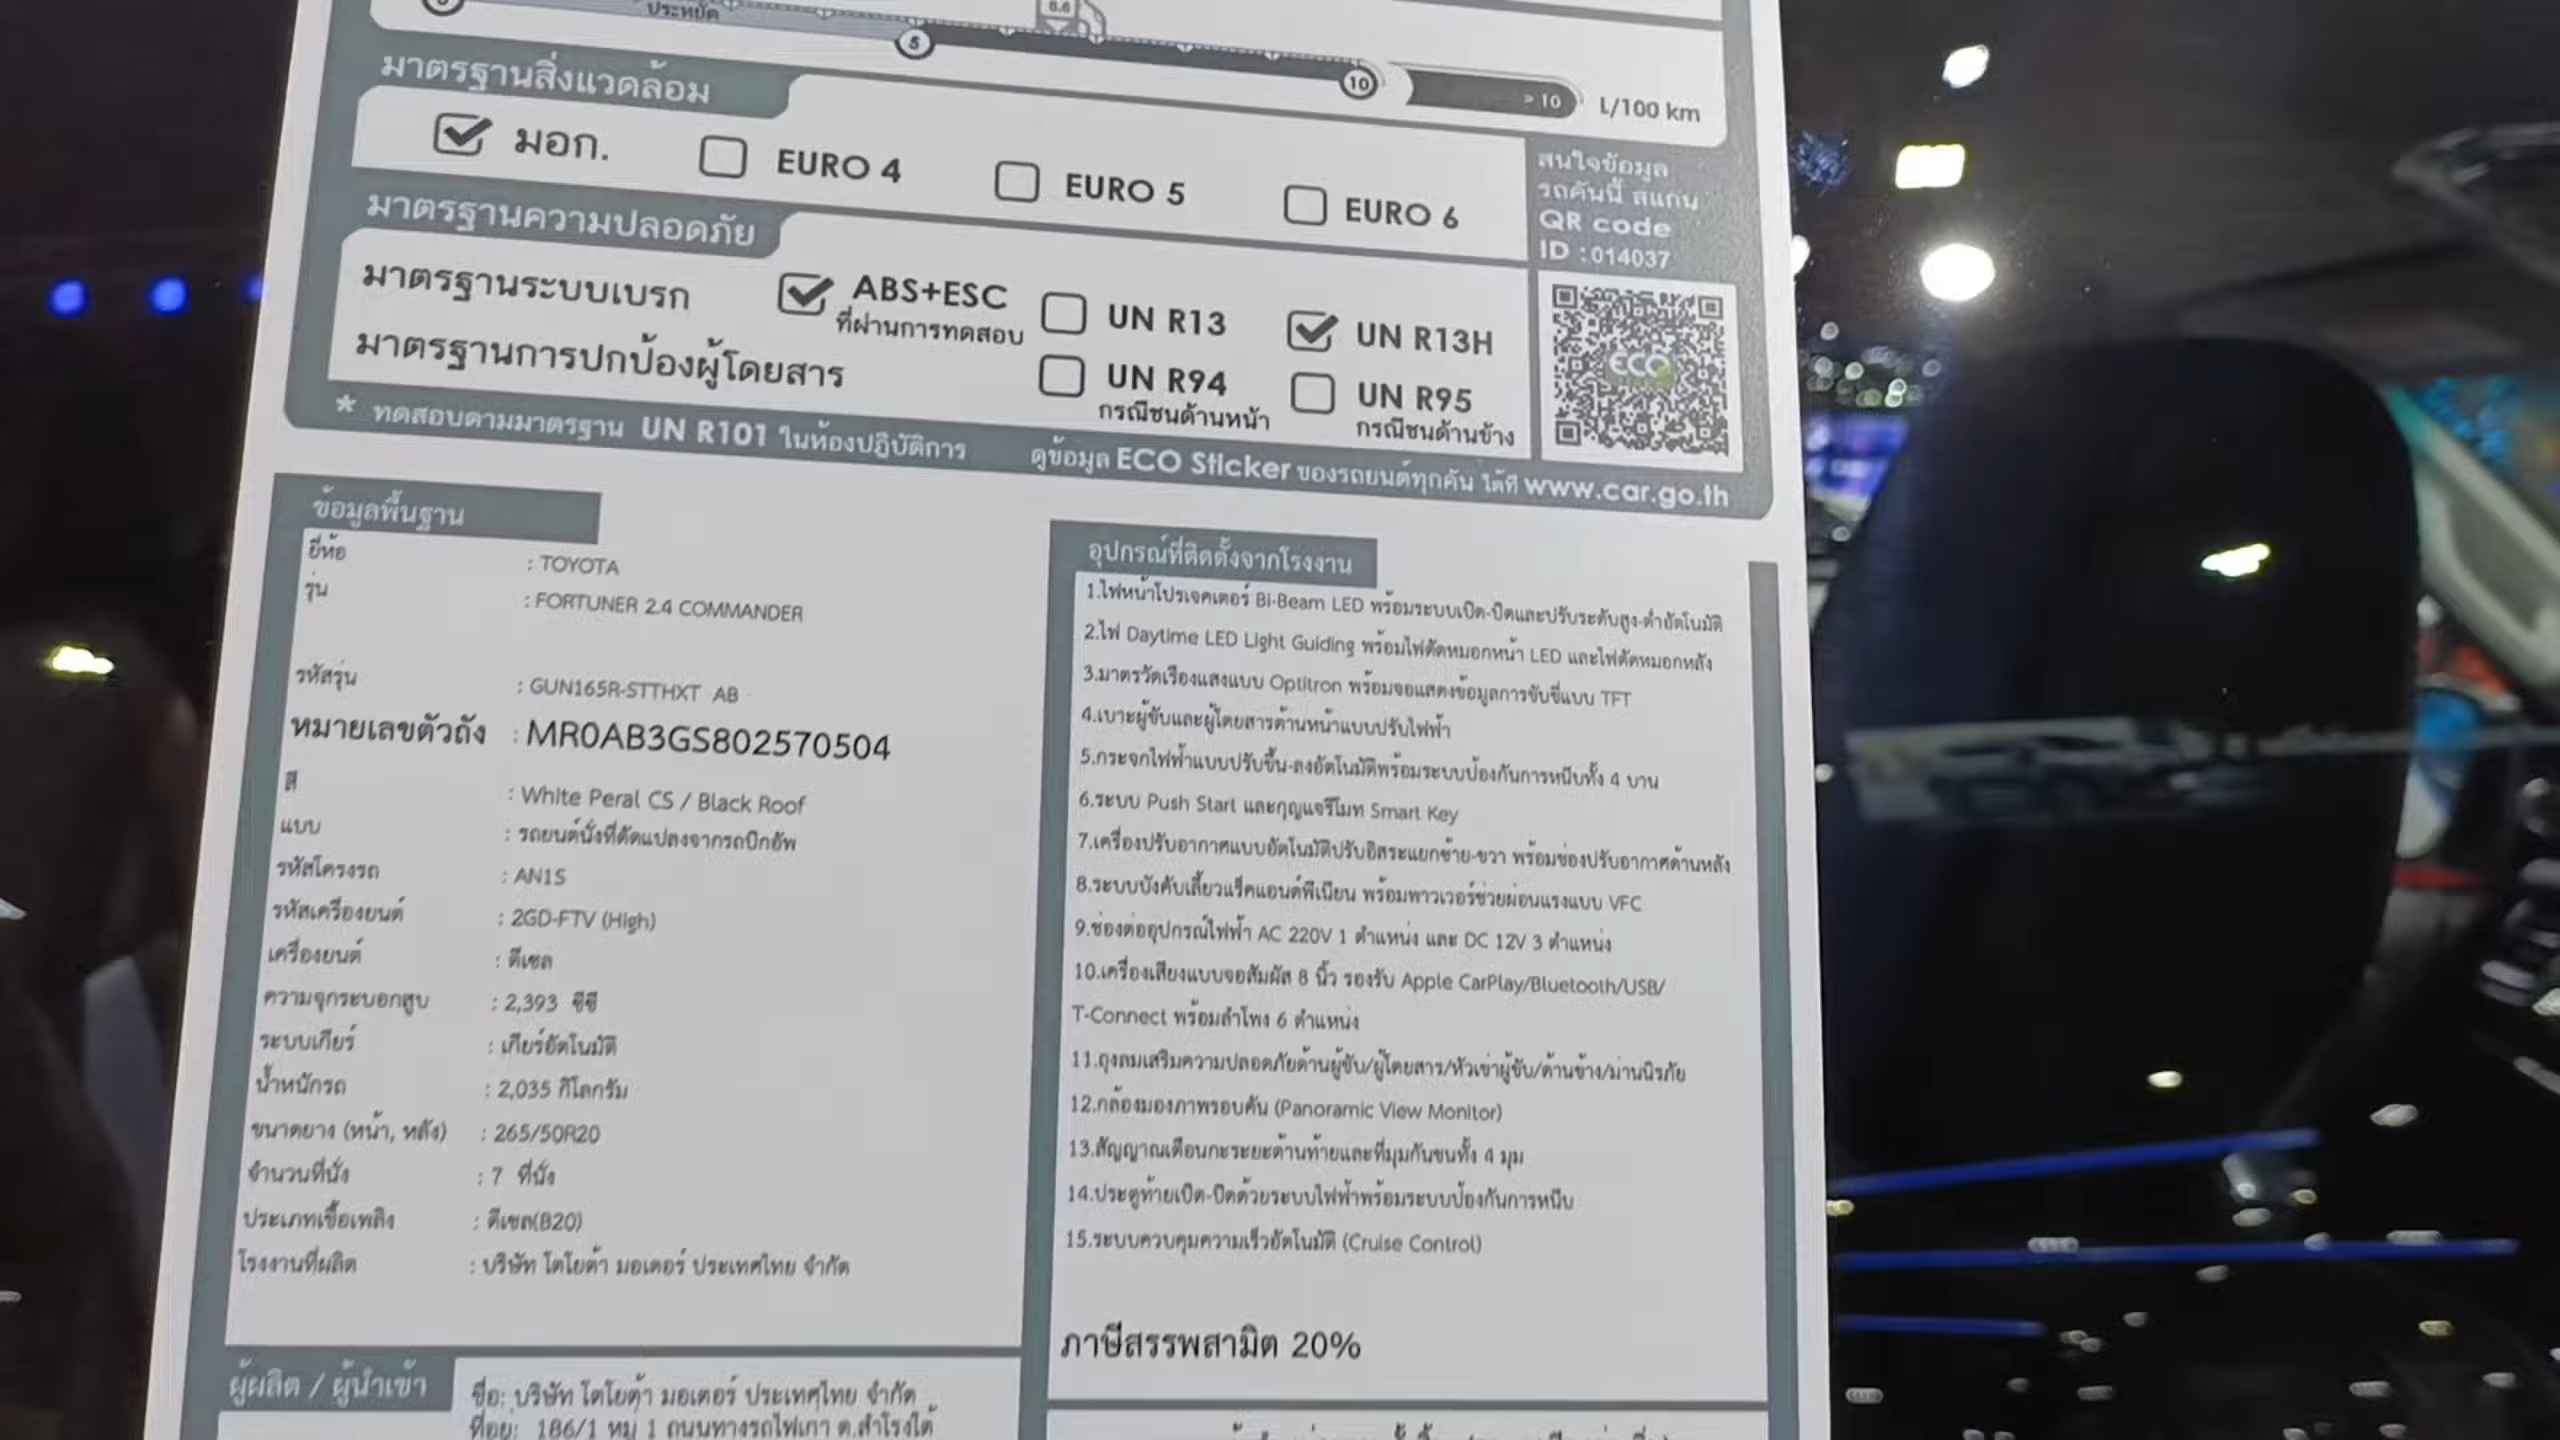 ประหยัด
5
10
> 10
L/100 km
มาตรฐานสิ่งแวดล้อม
มอก.
EURO 4
EURO 5
EURO 6
สนใจข้อมูล
รถคันนี้ สแกน
QR code
ID : 014037
มาตรฐานความปลอดภัย
มาตรฐานระบบเบรก
ABS+ESC
ที่ผ่านการทดสอบ
UN R13
UN R13H
มาตรฐานการปกป้องผู้โดยสาร
UN R94
กรณีชนด้านหน้า
UN R95
กรณีชนด้านข้าง
ECO
* ทดสอบตามมาตรฐาน UN R101 ในห้องปฏิบัติการ
ดูข้อมูล ECO Sticker ของรถยนต์ทุกคัน ได้ที่ www.car.go.th
ข้อมูลพื้นฐาน
ยี่ห้อ : TOYOTA
รุ่น : FORTUNER 2.4 COMMANDER
รหัสรุ่น : GUN165R-STTHXT AB
หมายเลขตัวถัง : MR0AB3GS802570504
สี : White Peral CS / Black Roof
แบบ : รถยนต์นั่งที่ดัดแปลงจากรถปิกอัพ
รหัสโครงรถ : AN1S
รหัสเครื่องยนต์ : 2GD-FTV (High)
เครื่องยนต์ : ดีเซล
ความจุกระบอกสูบ : 2,393 ซีซี
ระบบเกียร์ : เกียร์อัตโนมัติ
น้ำหนักรถ : 2,035 กิโลกรัม
ขนาดยาง (หน้า, หลัง) : 265/50R20
จำนวนที่นั่ง : 7 ที่นั่ง
ประเภทเชื้อเพลิง : ดีเซล(B20)
โรงงานที่ผลิต : บริษัท โตโยต้า มอเตอร์ ประเทศไทย จำกัด
อุปกรณ์ที่ติดตั้งจากโรงงาน
1.ไฟหน้าโปรเจคเตอร์ Bi-Beam LED พร้อมระบบเปิด-ปิดและปรับระดับสูง-ต่ำอัตโนมัติ
2.ไฟ Daytime LED Light Guiding พร้อมไฟตัดหมอกหน้า LED และไฟตัดหมอกหลัง
3.มาตรวัดเรืองแสงแบบ Optitron พร้อมจอแสดงข้อมูลการขับขี่แบบ TFT
4.เบาะผู้ขับและผู้โดยสารด้านหน้าแบบปรับไฟฟ้า
5.กระจกไฟฟ้าแบบปรับขึ้น-ลงอัตโนมัติพร้อมระบบป้องกันการหนีบทั้ง 4 บาน
6.ระบบ Push Start และกุญแจรีโมท Smart Key
7.เครื่องปรับอากาศแบบอัตโนมัติปรับอิสระแยกซ้าย-ขวา พร้อมช่องปรับอากาศด้านหลัง
8.ระบบบังคับเลี้ยวแร็คแอนด์พีเนียน พร้อมพาวเวอร์ช่วยผ่อนแรงแบบ VFC
9.ช่องต่ออุปกรณ์ไฟฟ้า AC 220V 1 ตำแหน่ง และ DC 12V 3 ตำแหน่ง
10.เครื่องเสียงแบบจอสัมผัส 8 นิ้ว รองรับ Apple CarPlay/Bluetooth/USB/
T-Connect พร้อมลำโพง 6 ตำแหน่ง
11.ถุงลมเสริมความปลอดภัยด้านผู้ขับ/ผู้โดยสาร/หัวเข่าผู้ขับ/ด้านข้าง/ม่านนิรภัย
12.กล้องมองภาพรอบคัน (Panoramic View Monitor)
13.สัญญาณเตือนกะระยะด้านท้ายและที่มุมกันชนทั้ง 4 มุม
14.ประตูท้ายเปิด-ปิดด้วยระบบไฟฟ้าพร้อมระบบป้องกันการหนีบ
15.ระบบควบคุมความเร็วอัตโนมัติ (Cruise Control)
ภาษีสรรพสามิต 20%
ผู้ผลิต / ผู้นำเข้า
ชื่อ: บริษัท โตโยต้า มอเตอร์ ประเทศไทย จำกัด
ที่อยู่: 186/1 หมู่ 1 ถนนทางรถไฟเก่า ต.สำโรงใต้